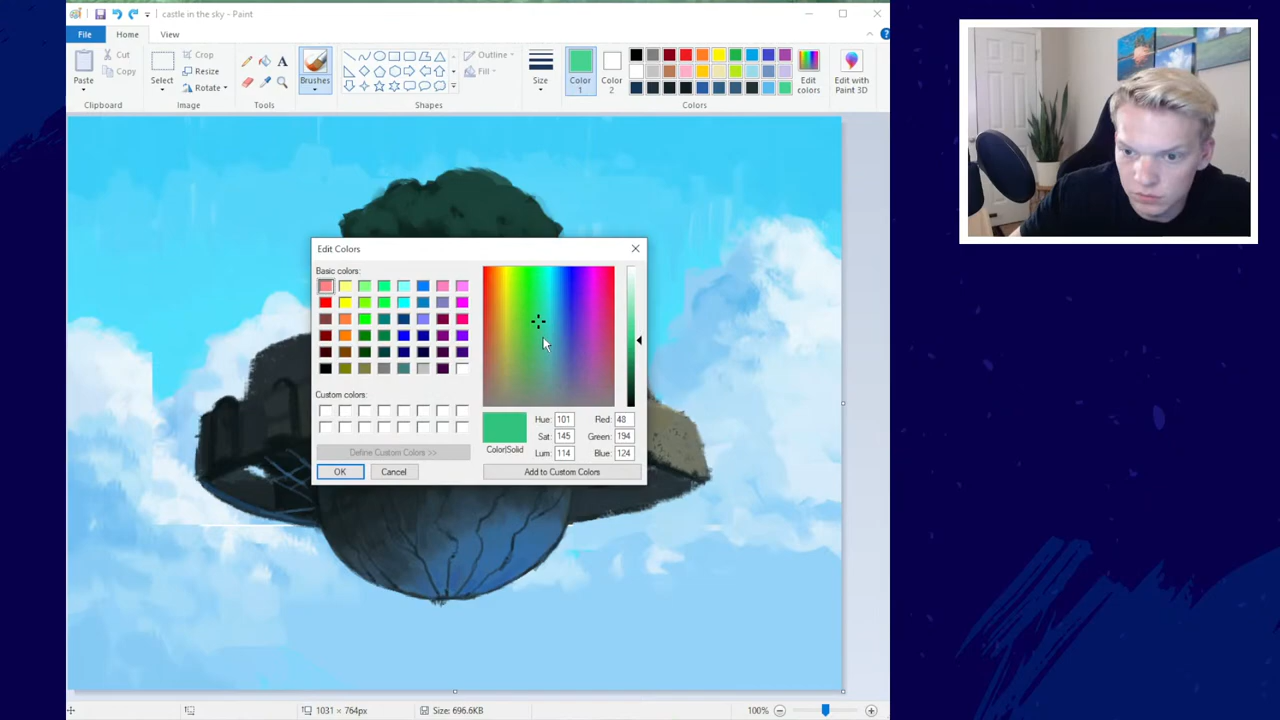 castle in the sky - Paint
File
Home
View
Paste
Cut
Copy
Clipboard
Select
Crop
Resize
Rotate
Image
A
Tools
Brushes
Outline
Fill
Shapes
Size
Color 1
Color 2
Edit colors
Edit with Paint 3D
Colors
Edit Colors
Basic colors:
Custom colors:
Define Custom Colors >>
OK
Cancel
Color|Solid
Hue: 101
Sat: 145
Lum: 114
Red: 48
Green: 194
Blue: 124
Add to Custom Colors
1031 × 764px
Size: 696.6KB
100%